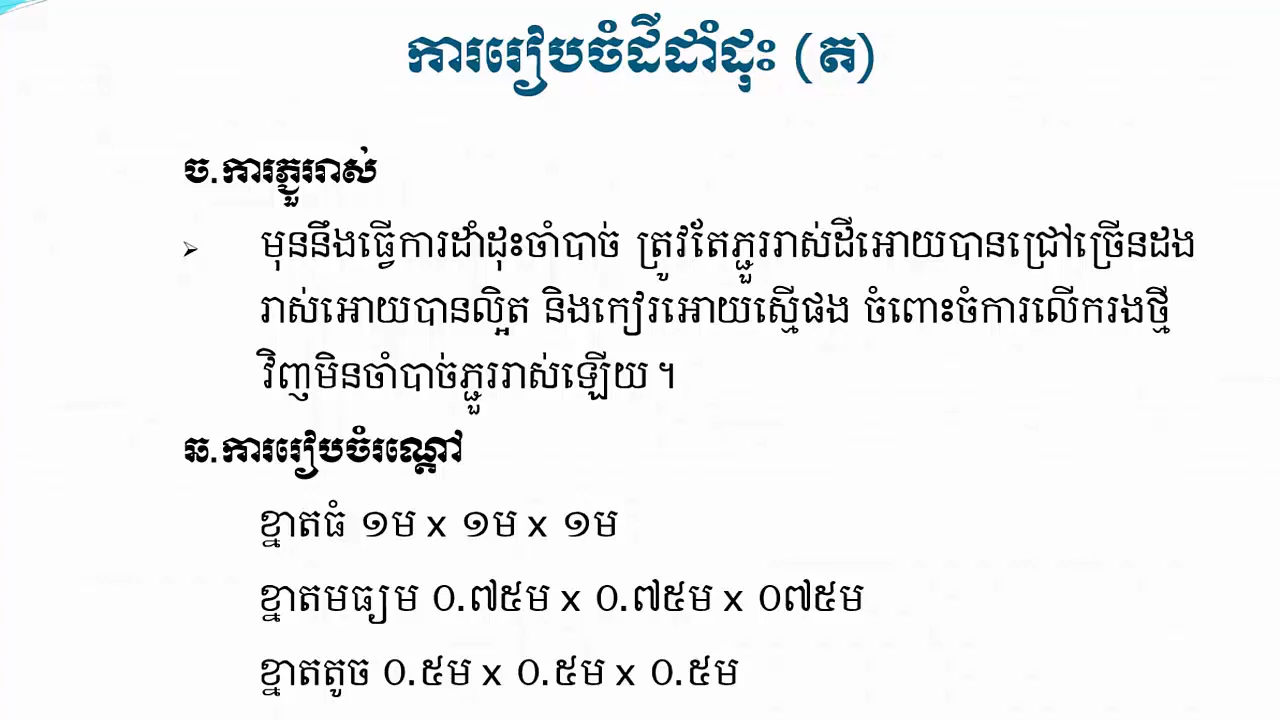 ការរៀបចំដីដាំដុះ (ត)
ច.ការភ្ជួររាស់
➢ មុននឹងធ្វើការដាំដុះចាំបាច់ ត្រូវតែភ្ជួររាស់ដីអោយបានជ្រៅច្រើនដង
រាស់អោយបានល្អិត និងកៀរអោយស្មើផង ចំពោះចំការលើករងថ្មី
វិញមិនចាំបាច់ភ្ជួររាស់ឡើយ។
ឆ.ការរៀបចំរណ្តៅ
ខ្នាតធំ ១ម x ១ម x ១ម
ខ្នាតមធ្យម 0.៧៥ម x 0.៧៥ម x 0៧៥ម
ខ្នាតតូច 0.៥ម x 0.៥ម x 0.៥ម